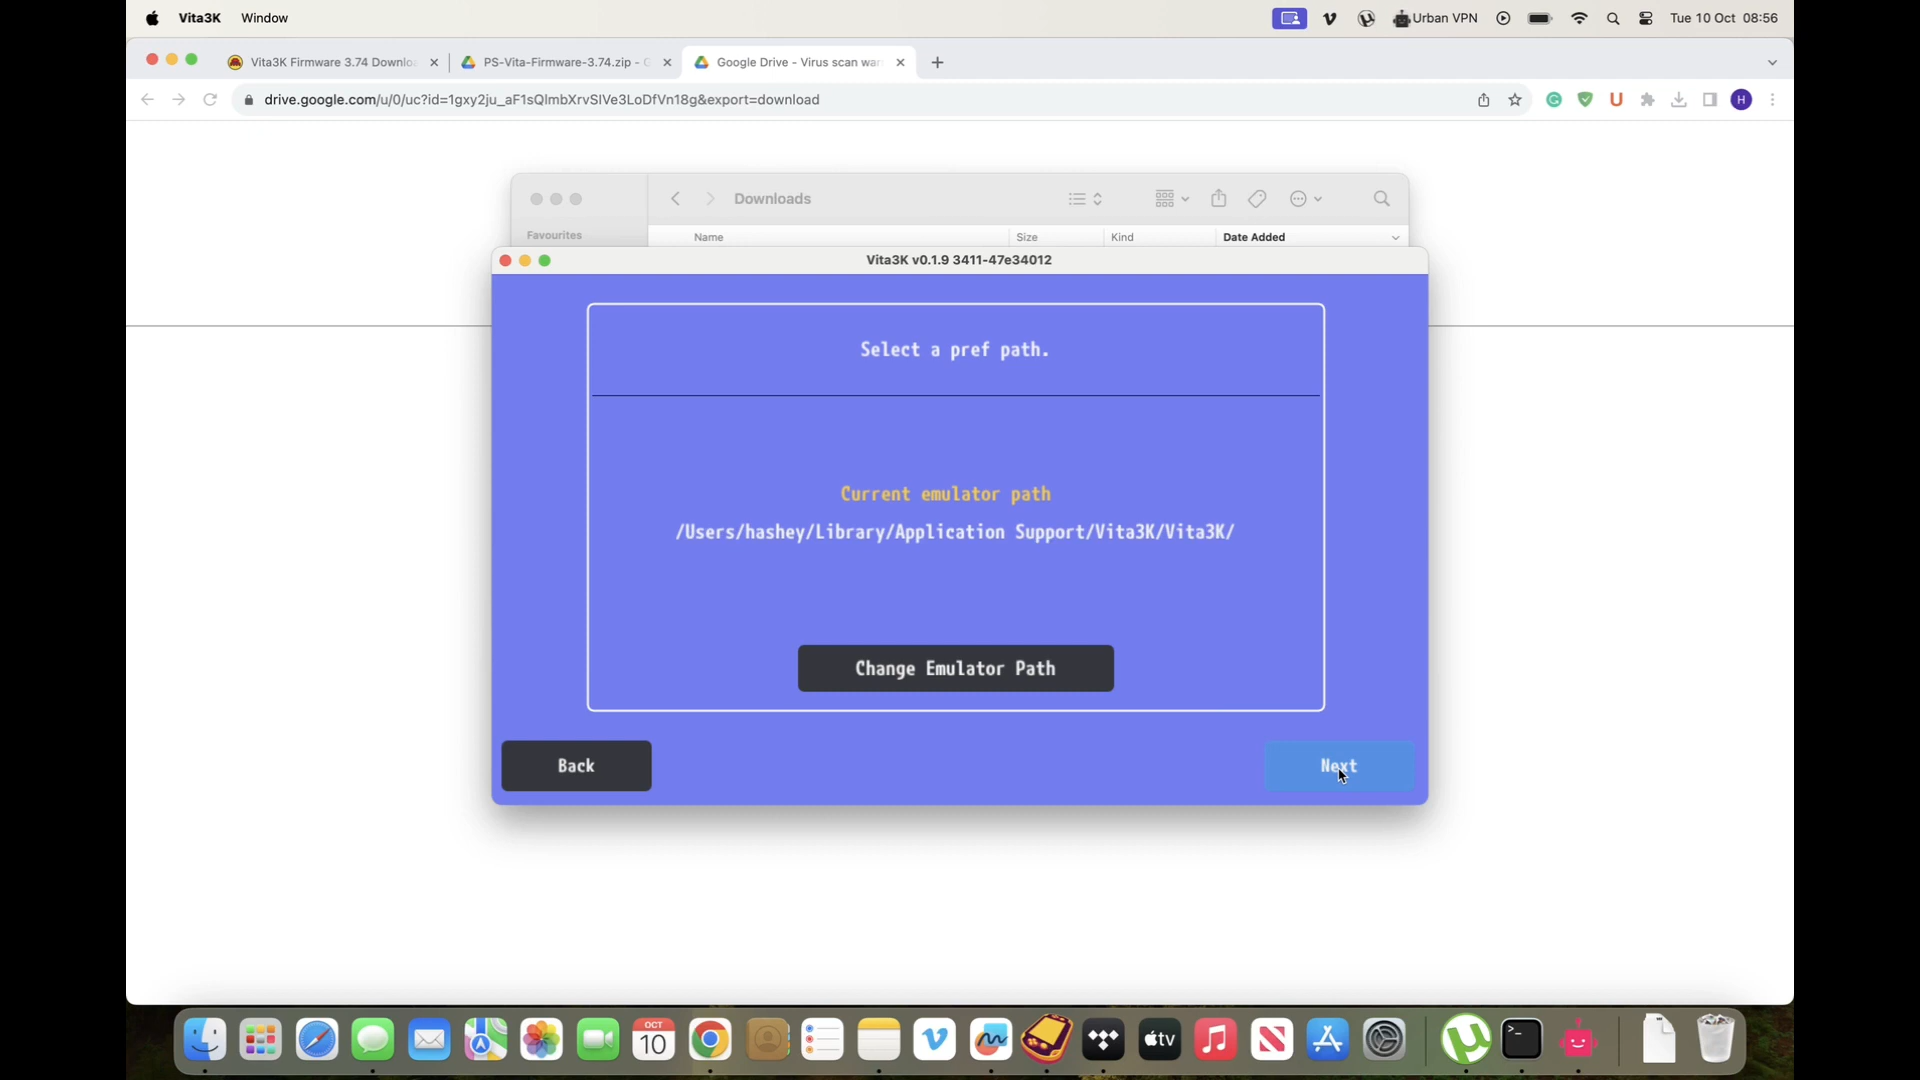 Vita3K Window
Urban VPN Tue 10 Oct 08:56
Vita3K Firmware 3.74 Downlo
PS-Vita-Firmware-3.74.zip - G
Google Drive - Virus scan war
drive.google.com/u/0/uc?id=1gxy2ju_aF1sQlmbXrvSlVe3LoDfVn18g&export=download
U
H
Downloads
Favourites
Name Size Kind Date Added
Vita3K v0.1.9 3411-47e34012
Select a pref path.
Current emulator path
/Users/hashey/Library/Application Support/Vita3K/Vita3K/
Change Emulator Path
Back
Next
OCT
10
tv